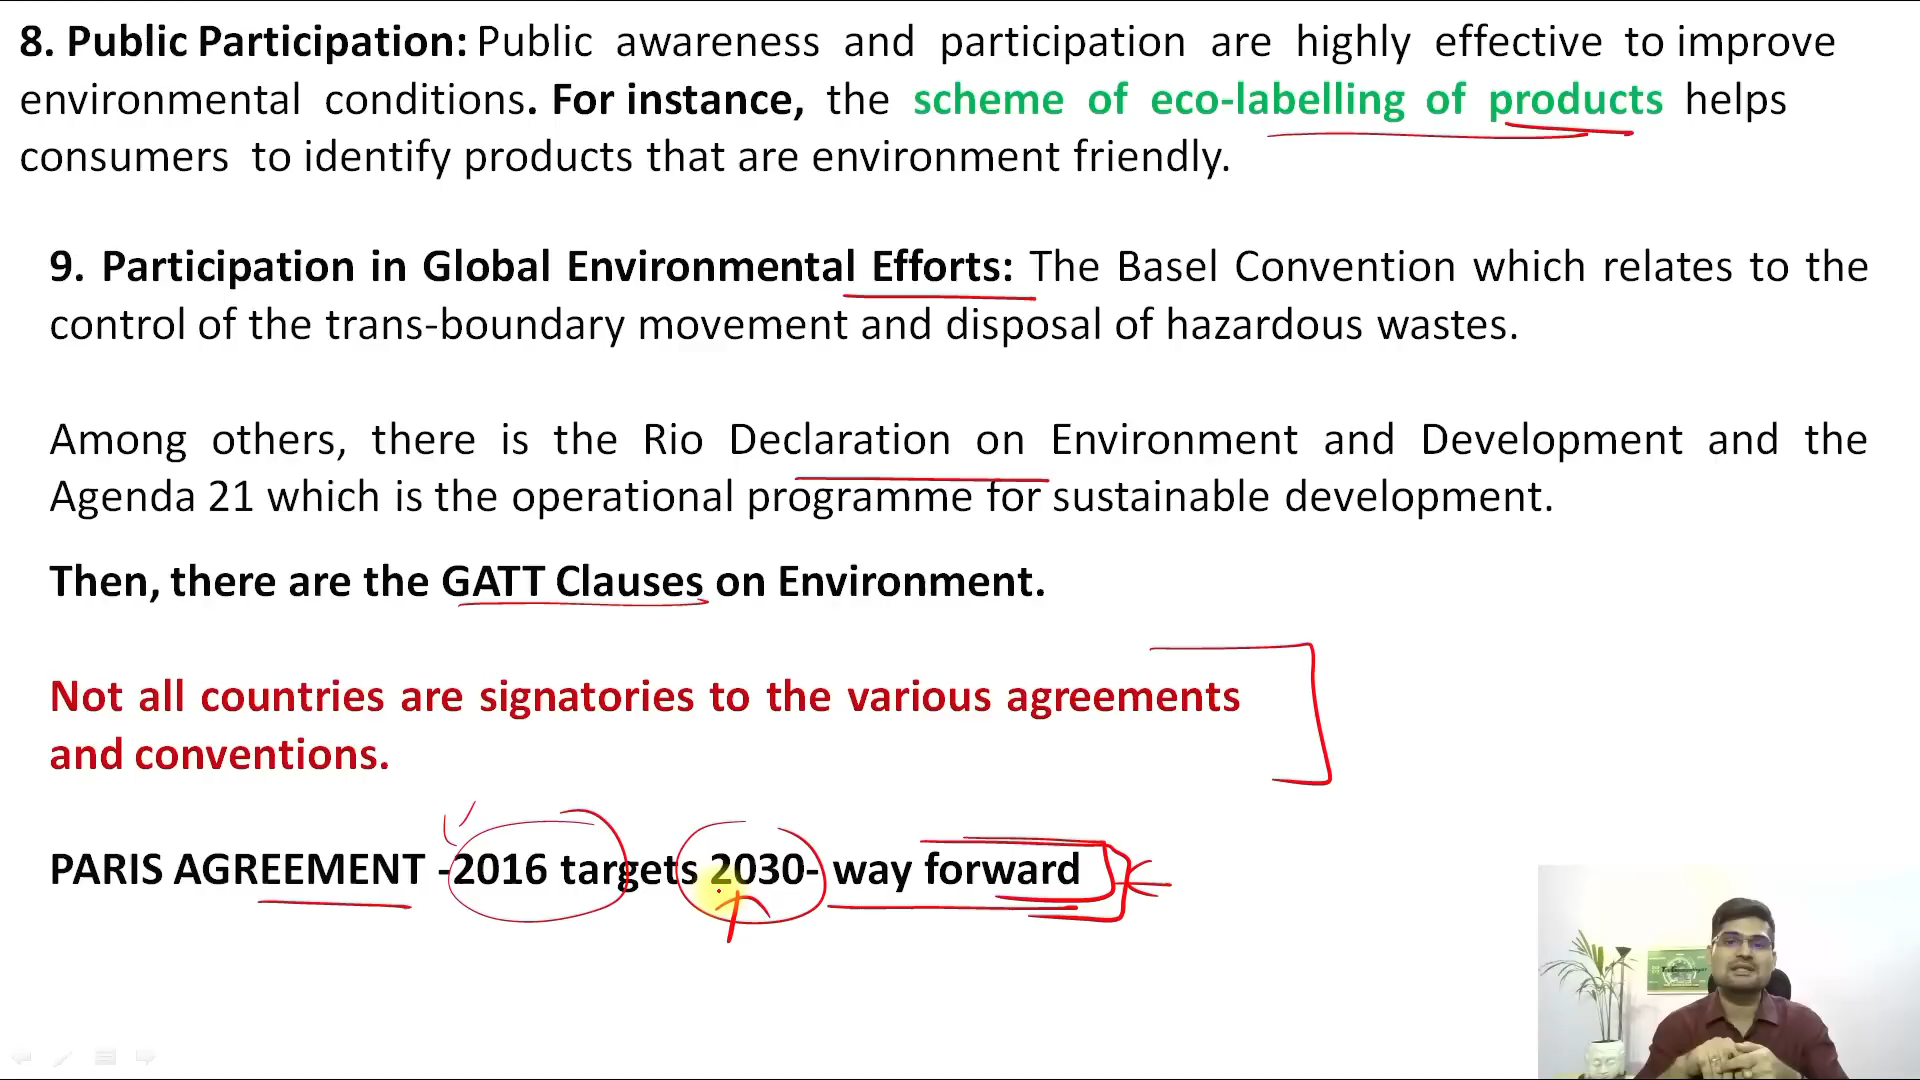 8. Public Participation: Public awareness and participation are highly effective to improve
environmental conditions. For instance, the scheme of eco-labelling of products helps
consumers to identify products that are environment friendly.
9. Participation in Global Environmental Efforts: The Basel Convention which relates to the
control of the trans-boundary movement and disposal of hazardous wastes.
Among others, there is the Rio Declaration on Environment and Development and the
Agenda 21 which is the operational programme for sustainable development.
Then, there are the GATT Clauses on Environment.
Not all countries are signatories to the various agreements
and conventions.
PARIS AGREEMENT -2016 targets 2030- way forward